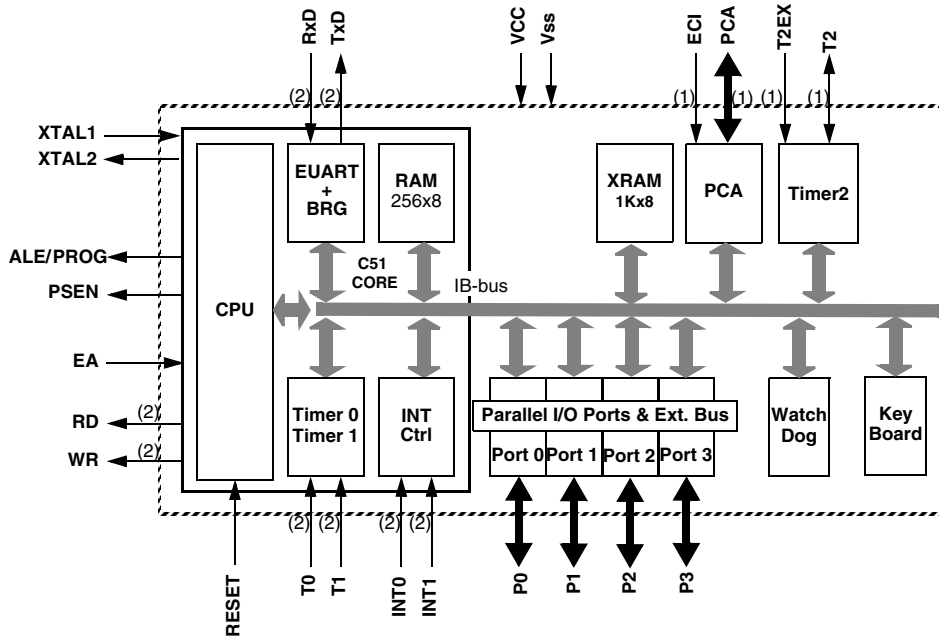 RxD
TxD
VCC
Vss
ECI
PCA
T2EX
T2
(2) (2)
(1) (1) (1) (1)
XTAL1
XTAL2
EUART
+
BRG
RAM
256x8
XRAM
1Kx8
PCA
Timer2
ALE/PROG
C51
CORE
PSEN
CPU
IB-bus
EA
Timer 0
Timer 1
INT
Ctrl
Parallel I/O Ports & Ext. Bus
Watch
Dog
Key
Board
RD (2)
WR (2)
Port 0 Port 1 Port 2 Port 3
(2) (2) (2) (2)
RESET
T0
T1
INT0
INT1
P0
P1
P2
P3